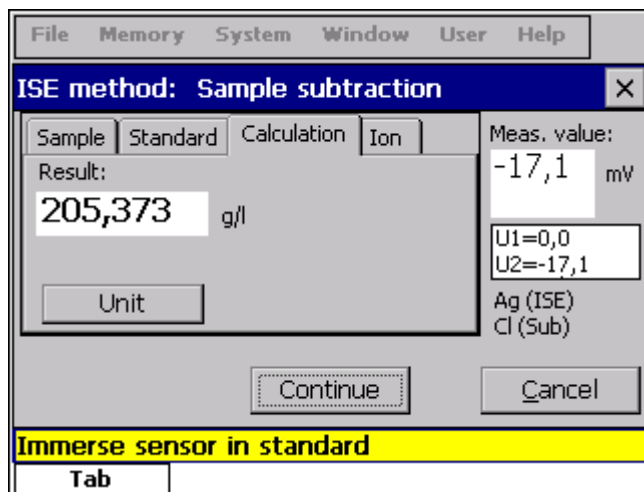 File Memory System Window User Help
ISE method: Sample subtraction
Sample Standard Calculation Ion
Result:
205,373 g/l
Unit
Meas. value:
-17,1 mV
U1=0,0
U2=-17,1
Ag (ISE)
Cl (Sub)
Continue Cancel
Immerse sensor in standard
Tab